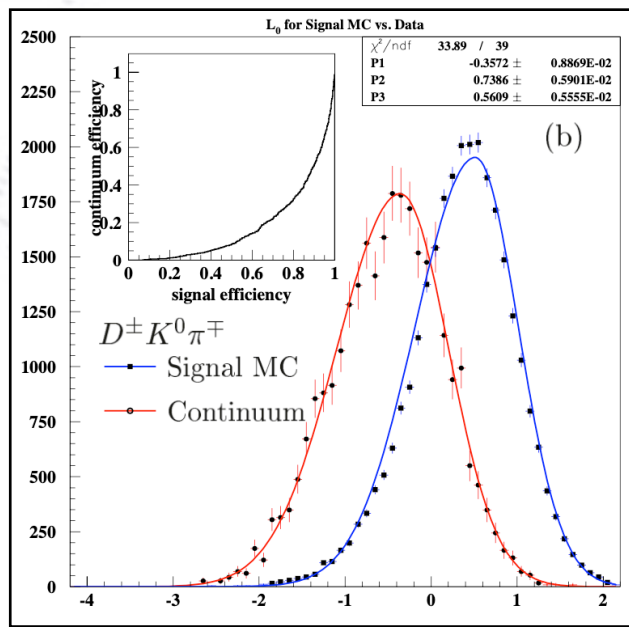 L₀ for Signal MC vs. Data
χ²/ndf 33.89 / 39
P1 -0.3572 ± 0.8869E-02
P2 0.7386 ± 0.5901E-02
P3 0.5609 ± 0.5555E-02
(b)
2500
2250
2000
1750
1500
1250
1000
750
500
250
0
continuum efficiency
1
0.8
0.6
0.4
0.2
0
0 0.2 0.4 0.6 0.8 1
signal efficiency
D±K⁰π∓
Signal MC
Continuum
-4 -3 -2 -1 0 1 2